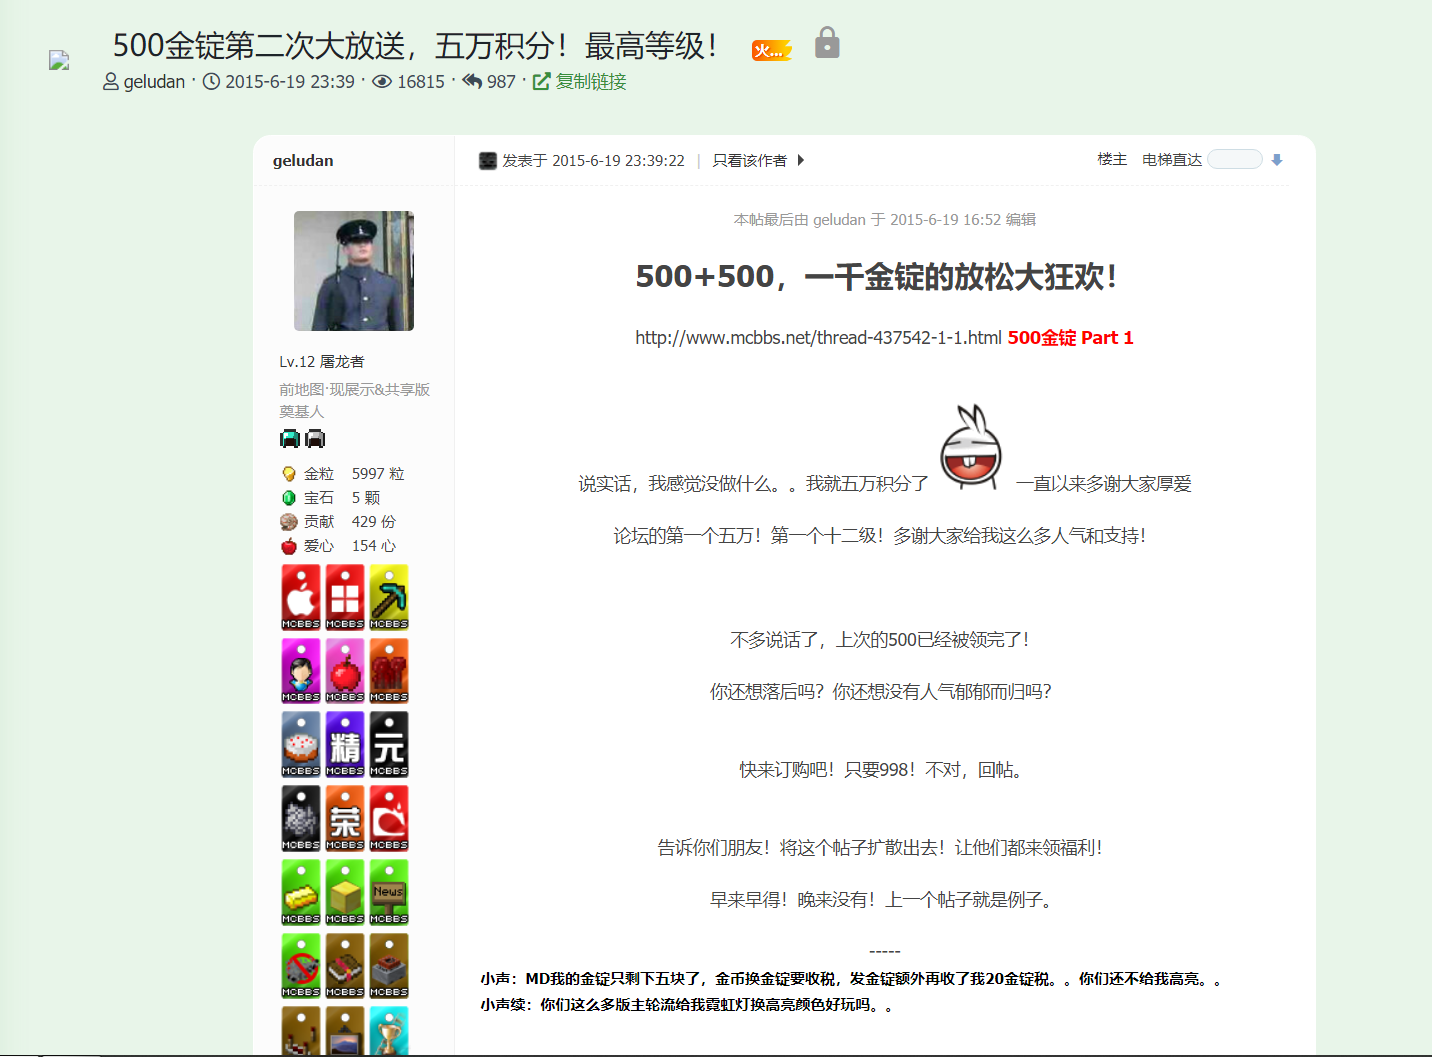 500金锭第二次大放送，五万积分！最高等级！
火...
geludan · 2015-6-19 23:39 · 16815 · 987 · 复制链接
geludan
发表于 2015-6-19 23:39:22 | 只看该作者
楼主 电梯直达
本帖最后由 geludan 于 2015-6-19 16:52 编辑
500+500，一千金锭的放松大狂欢！
http://www.mcbbs.net/thread-437542-1-1.html 500金锭 Part 1
Lv.12 屠龙者
前地图·现展示&共享版
奠基人
金粒 5997 粒
宝石 5 颗
贡献 429 份
爱心 154 心
MCBBS MCBBS MCBBS
MCBBS MCBBS MCBBS
精 元
MCBBS MCBBS MCBBS
荣
MCBBS MCBBS MCBBS
News
MCBBS MCBBS MCBBS
MCBBS MCBBS MCBBS
说实话，我感觉没做什么。。我就五万积分了 一直以来多谢大家厚爱
论坛的第一个五万！第一个十二级！多谢大家给我这么多人气和支持！
不多说话了，上次的500已经被领完了！
你还想落后吗？你还想没有人气郁郁而归吗？
快来订购吧！只要998！不对，回帖。
告诉你们朋友！将这个帖子扩散出去！让他们都来领福利！
早来早得！晚来没有！上一个帖子就是例子。
-----
小声：MD我的金锭只剩下五块了，金币换金锭要收税，发金锭额外再收了我20金锭税。。你们还不给我高亮。。
小声续：你们这么多版主轮流给我霓虹灯换高亮颜色好玩吗。。